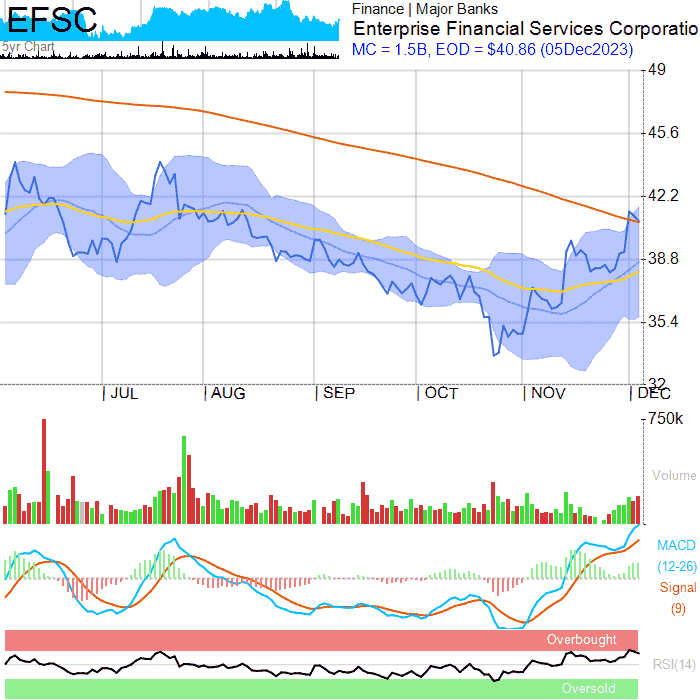 EFSC
5yr Chart
Finance | Major Banks
Enterprise Financial Services Corporatio
MC = 1.5B, EOD = $40.86 (05Dec2023)
49
45.6
42.2
38.8
35.4
32
JUL AUG SEP OCT NOV DEC
750k
Volume
MACD
(12-26)
Signal
(9)
Overbought
RSI(14)
Oversold